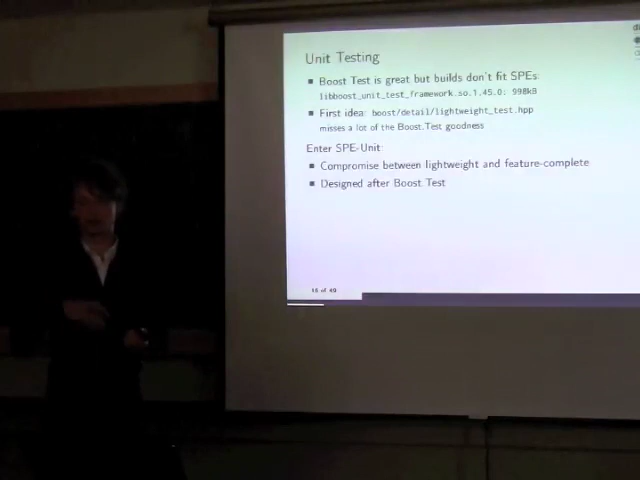 Unit Testing
Boost Test is great but builds don't fit SPEs:
libboost_unit_test_framework.so.1.45.0: 990kB
First idea: boost/detail/lightweight_test.hpp
misses a lot of the Boost.Test goodness
Enter SPE-Unit:
Compromise between lightweight and feature-complete
Designed after Boost Test
of 49